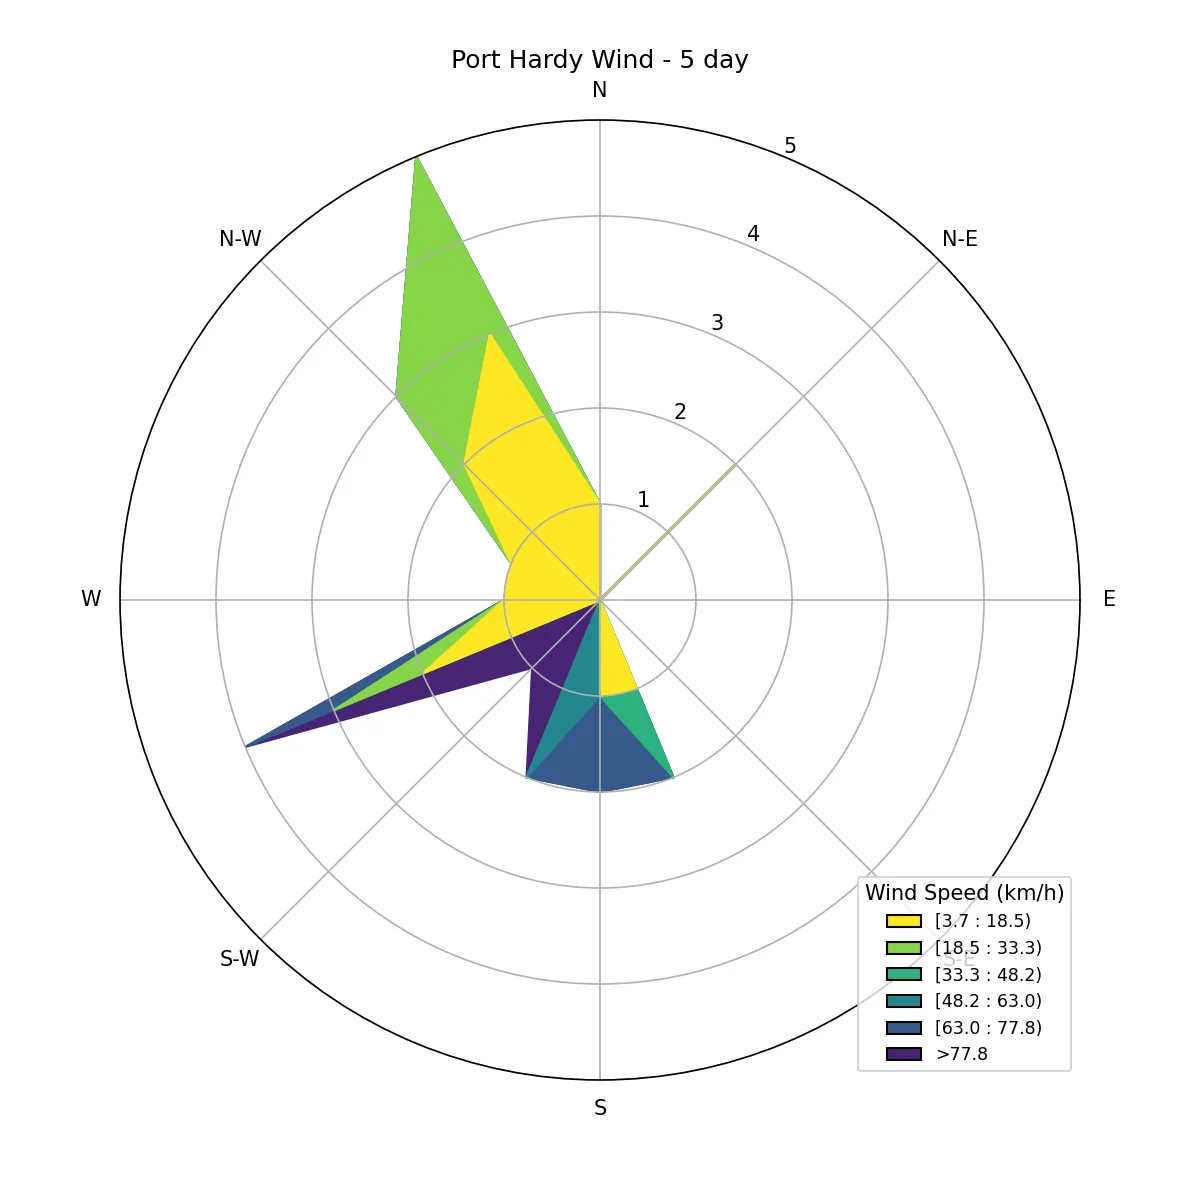 Port Hardy Wind - 5 day
N
5
N-W
4
N-E
3
2
1
W
E
S-W
S-E
S
Wind Speed (km/h)
[3.7 : 18.5)
[18.5 : 33.3)
[33.3 : 48.2)
[48.2 : 63.0)
[63.0 : 77.8)
>77.8